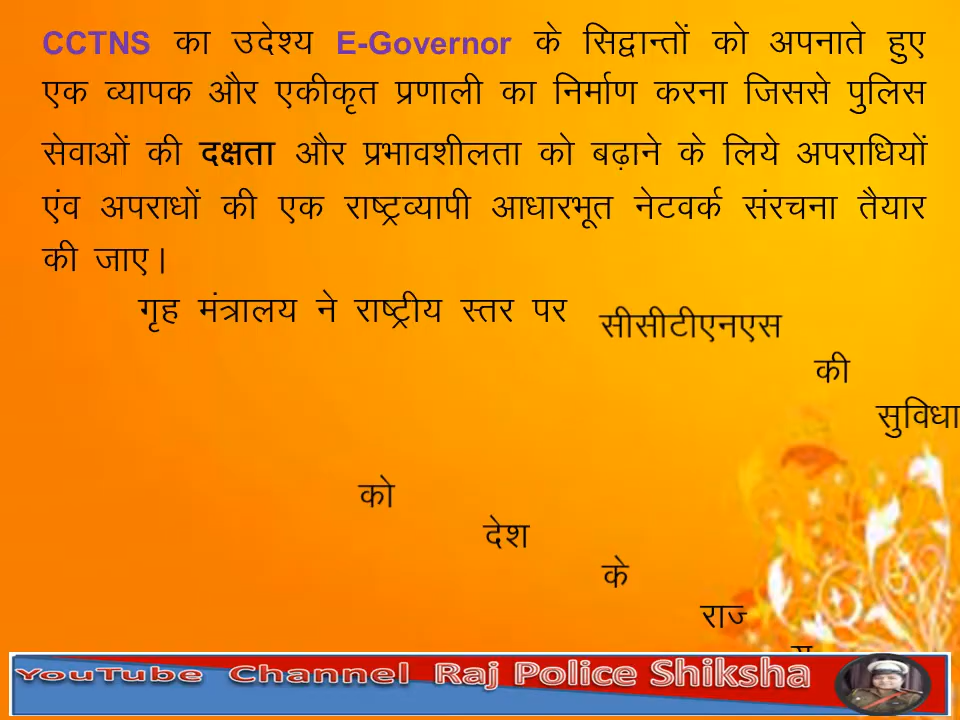 CCTNS का उदेश्य E-Governor के सिद्वान्तों को अपनाते हुए
एक व्यापक और एकीकृत प्रणाली का निर्माण करना जिससे पुलिस
सेवाओं की दक्षता और प्रभावशीलता को बढ़ाने के लिये अपराधियों
एंव अपराधों की एक राष्ट्रव्यापी आधारभूत नेटवर्क संरचना तैयार
की जाए।
गृह मंत्रालय ने राष्ट्रीय स्तर पर सीसीटीएनएस
की
सुविधा
को
देश
के
राज्
YouTube Channel Raj Police Shiksha